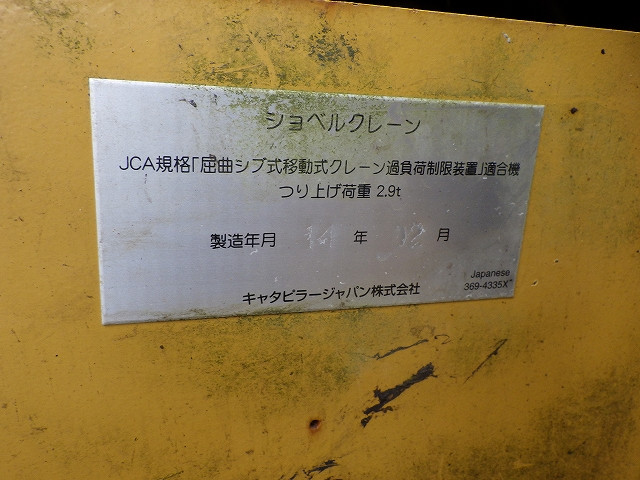 ショベルクレーン
JCA規格「屈曲ジブ式移動式クレーン過負荷制限装置」適合機
つり上げ荷重 2.9t
製造年月 14 年 12 月
キャタピラージャパン株式会社
Japanese
369-4335X